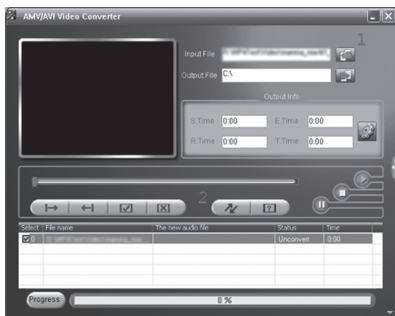 AMV/AVI Video Converter
1
Input File
Output File C:\
Output Info
S.Time 0:00 E.Time 0:00
R.Time 0:00 T.Time 0:00
2
Select File name The new audio file Status Time
0 Unconvert 0:00
Progress 0 %